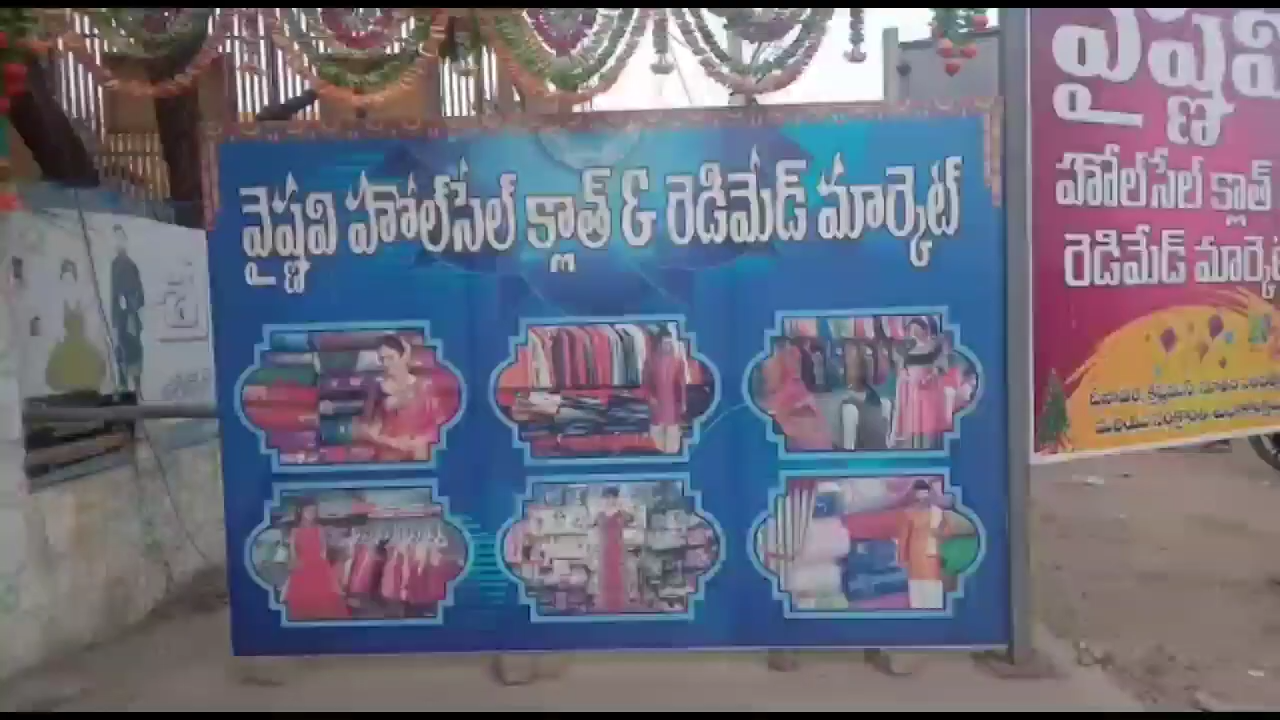 వైష్ణవి హోల్‌సేల్ క్లాత్ & రెడిమేడ్ మార్కెట్
వైష్ణవి
హోల్‌సేల్ క్లాత్
రెడిమేడ్ మార్కెట్